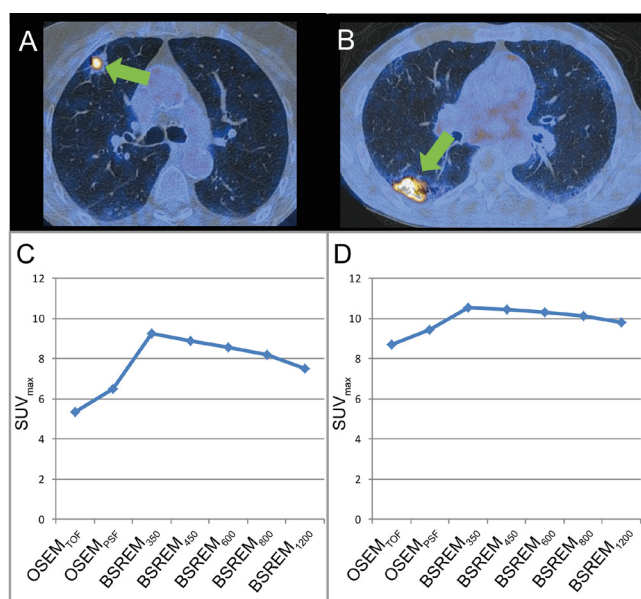 A
B
C
D
12
10
8
6
4
2
0
SUVmax
OSEMTOF
OSEMPSF
BSREM350
BSREM450
BSREM600
BSREM800
BSREM1200
12
10
8
6
4
2
0
SUVmax
OSEMTOF
OSEMPSF
BSREM350
BSREM450
BSREM600
BSREM800
BSREM1200